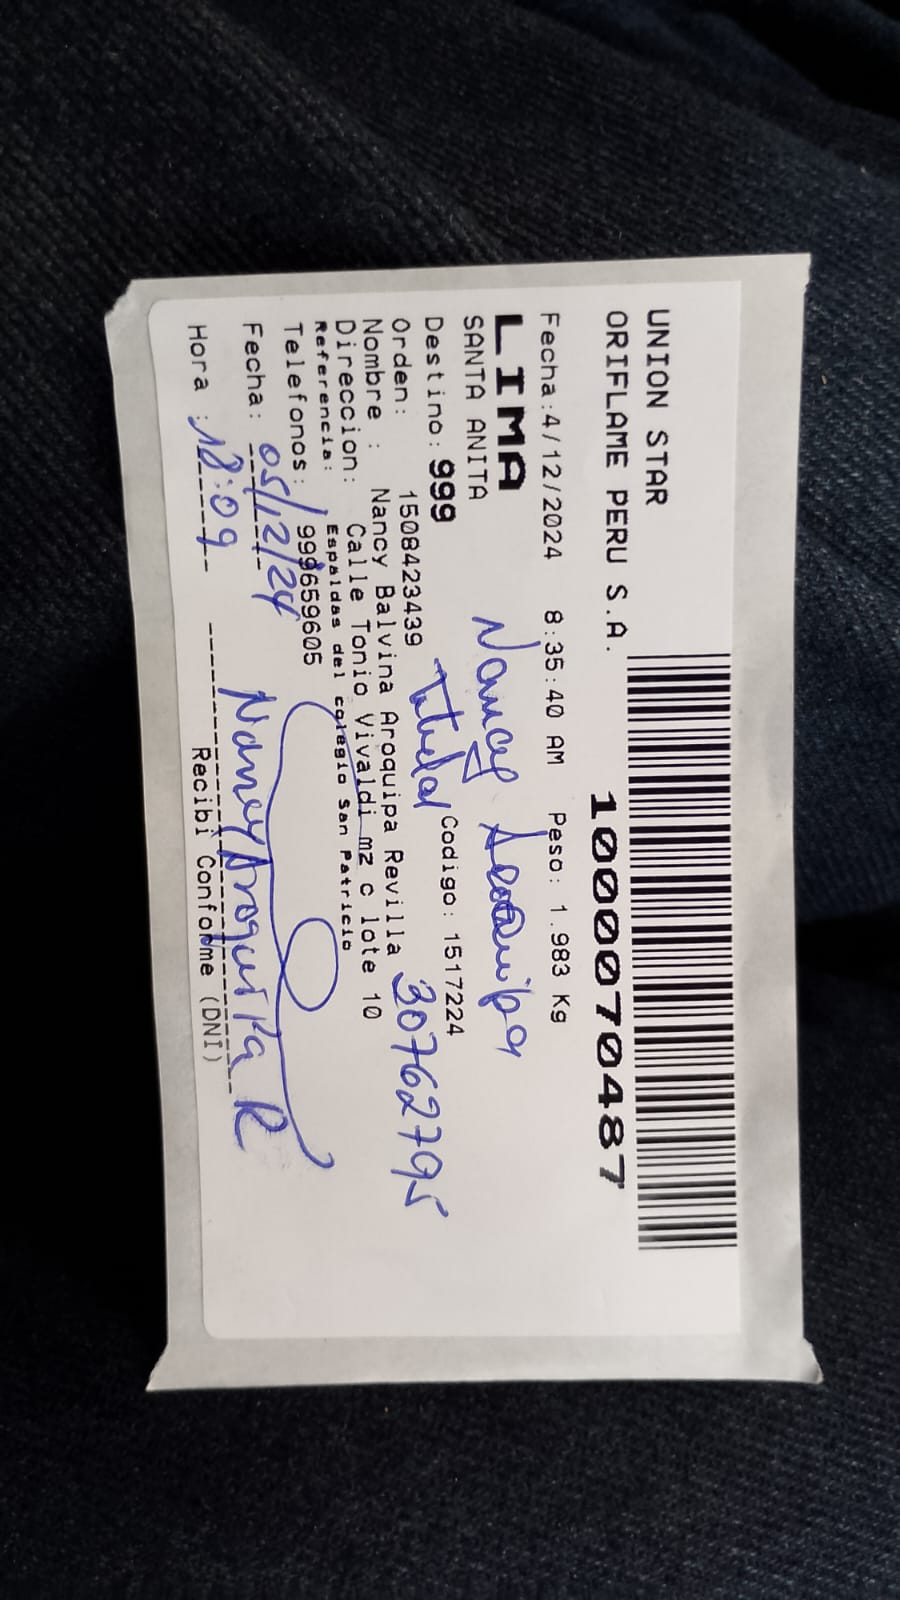 UNION STAR
ORIFLAME PERU S.A.
1000070487
Fecha:4/12/2024 8:35:40 AM Peso: 1.983 Kg
LIMA
SANTA ANITA
Nancy Aroquipa
Destino: 999 Codigo: 1517224
Titular
Orden: 1508423439
30762795
Nombre : Nancy Balvina Aroquipa Revilla
Direccion: Calle Tonio Vivaldi mz c lote 10
Referencia: Espaldas del colegio San Patricio
Telefonos: 999659605
Fecha: 05/12/24
Nancy Aroquipa R
Hora : 18:09
Recibi Conforme (DNI)